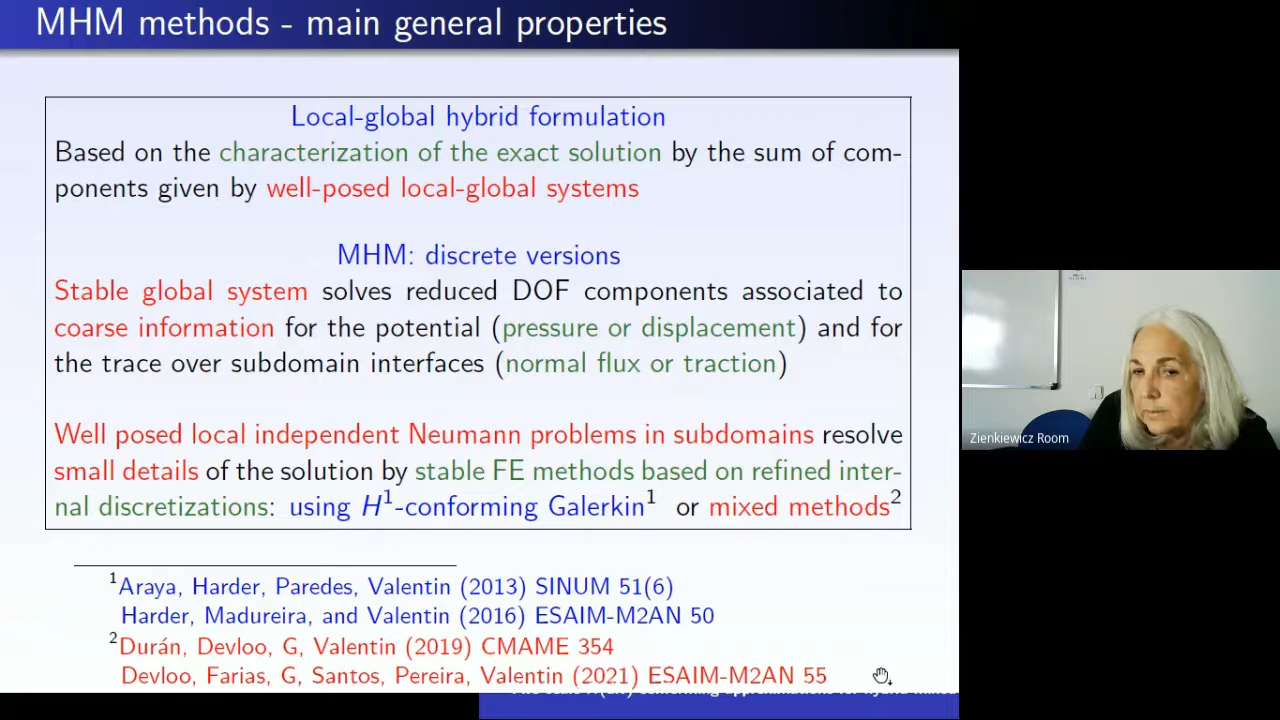 MHM methods - main general properties
Local-global hybrid formulation
Based on the characterization of the exact solution by the sum of com-
ponents given by well-posed local-global systems
MHM: discrete versions
Stable global system solves reduced DOF components associated to
coarse information for the potential (pressure or displacement) and for
the trace over subdomain interfaces (normal flux or traction)
Well posed local independent Neumann problems in subdomains resolve
small details of the solution by stable FE methods based on refined inter-
nal discretizations: using H¹-conforming Galerkin¹ or mixed methods²
¹Araya, Harder, Paredes, Valentin (2013) SINUM 51(6)
Harder, Madureira, and Valentin (2016) ESAIM-M2AN 50
²Durán, Devloo, G, Valentin (2019) CMAME 354
Devloo, Farias, G, Santos, Pereira, Valentin (2021) ESAIM-M2AN 55
Zienkiewicz Room